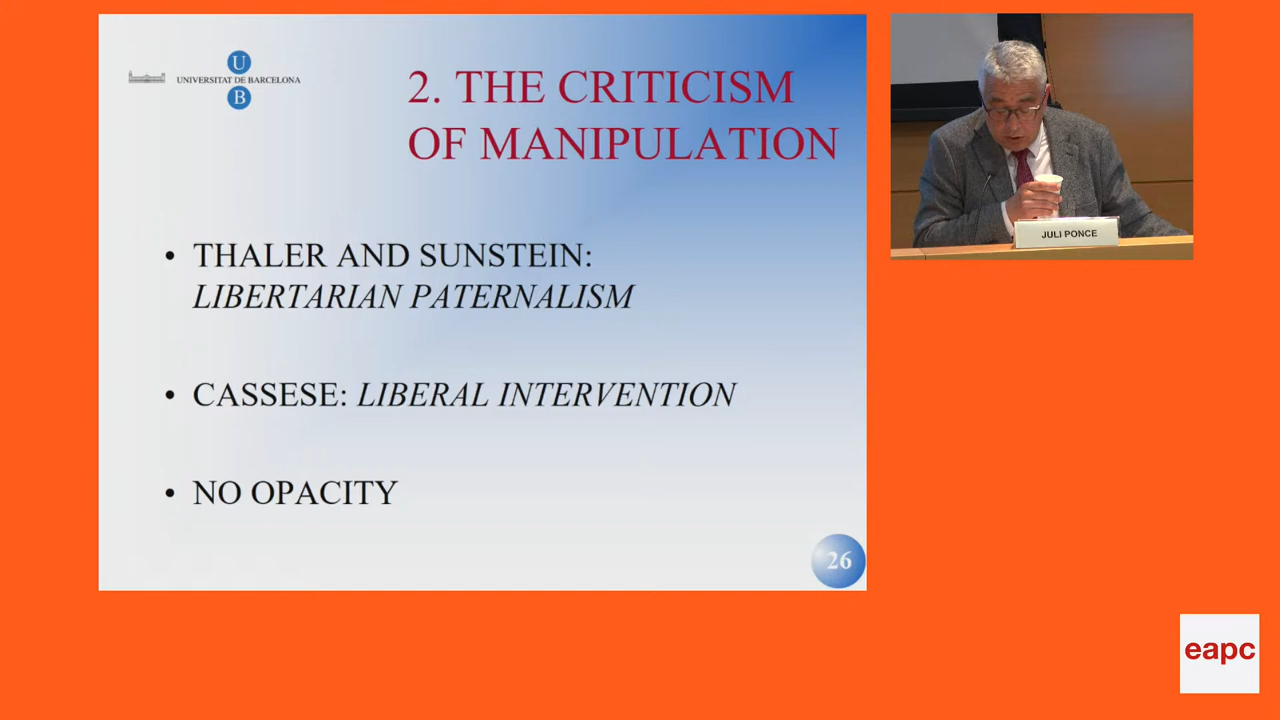 U
UNIVERSITAT DE BARCELONA
B
2. THE CRITICISM
OF MANIPULATION
• THALER AND SUNSTEIN:
LIBERTARIAN PATERNALISM
• CASSESE: LIBERAL INTERVENTION
• NO OPACITY
26
JULI PONCE
eapc